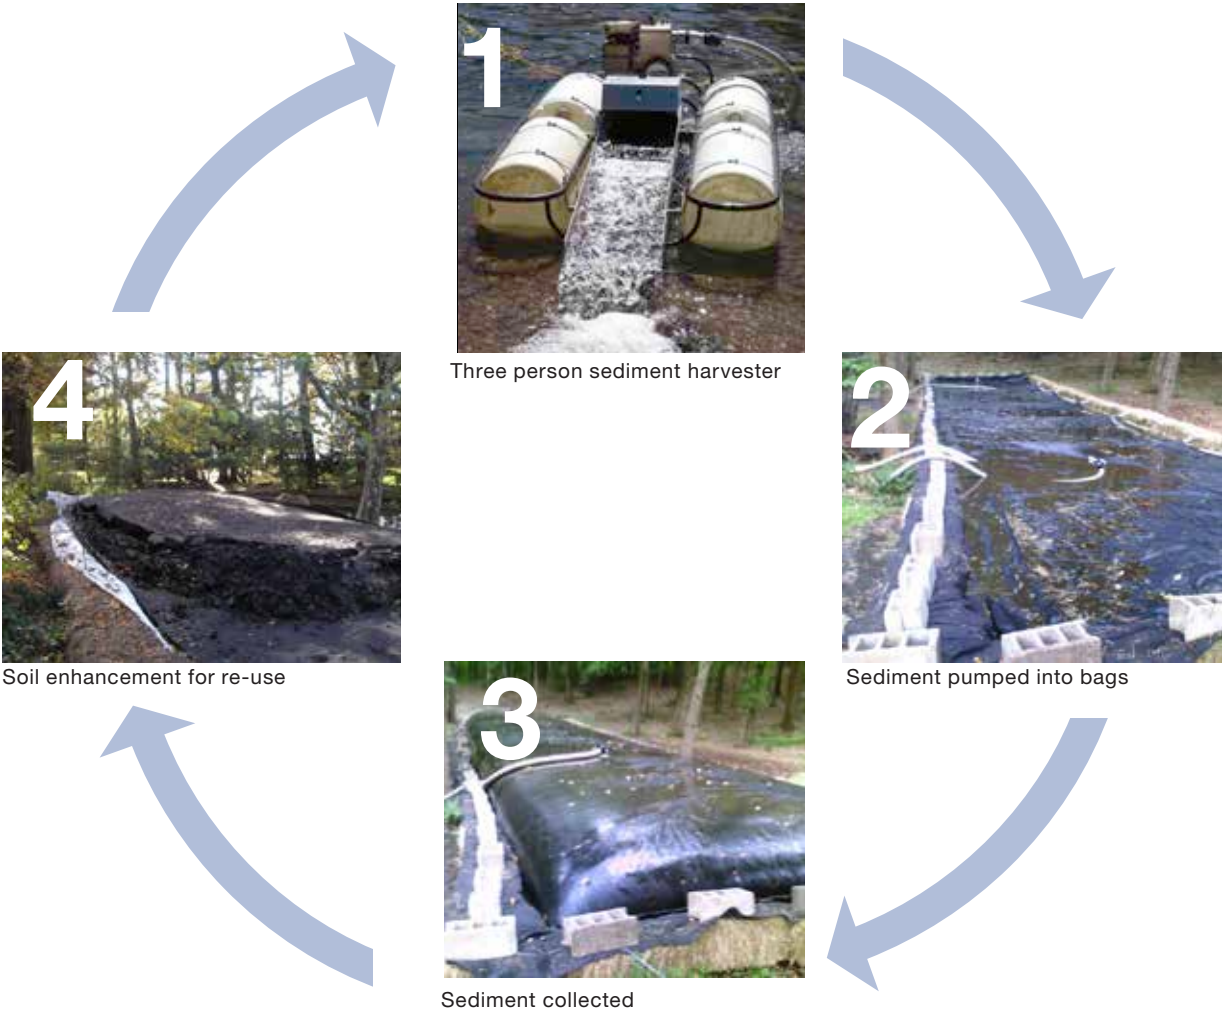 1
Three person sediment harvester
2
Sediment pumped into bags
3
Sediment collected
4
Soil enhancement for re-use